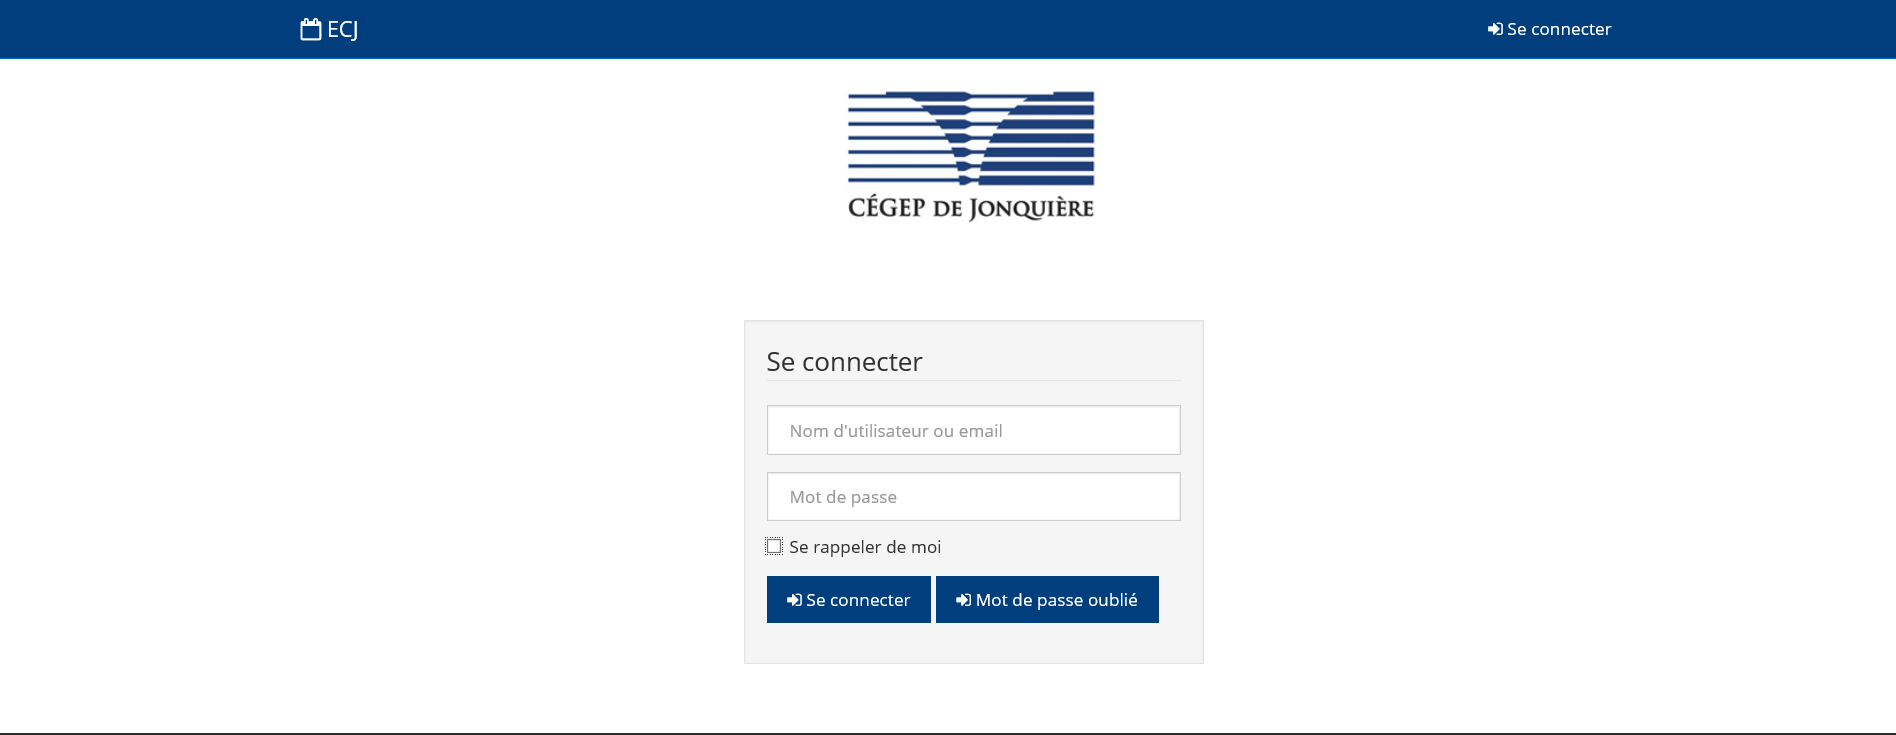 ECJ
Se connecter
CÉGEP DE JONQUIÈRE
Se connecter
Nom d'utilisateur ou email
Mot de passe
Se rappeler de moi
Se connecter
Mot de passe oublié